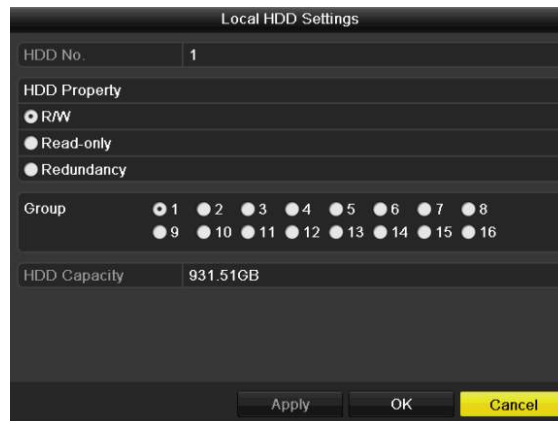 Local HDD Settings
HDD No. 1
HDD Property
R/W
Read-only
Redundancy
Group 1 2 3 4 5 6 7 8
9 10 11 12 13 14 15 16
HDD Capacity 931.51GB
Apply OK Cancel